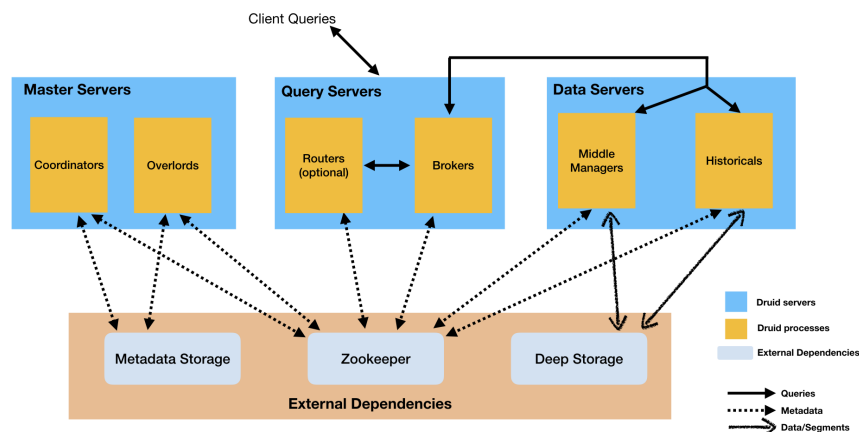 Client Queries
Master Servers
Query Servers
Data Servers
Coordinators
Overlords
Routers
(optional)
Brokers
Middle
Managers
Historicals
Druid servers
Druid processes
External Dependencies
Metadata Storage
Zookeeper
Deep Storage
External Dependencies
Queries
Metadata
Data/Segments